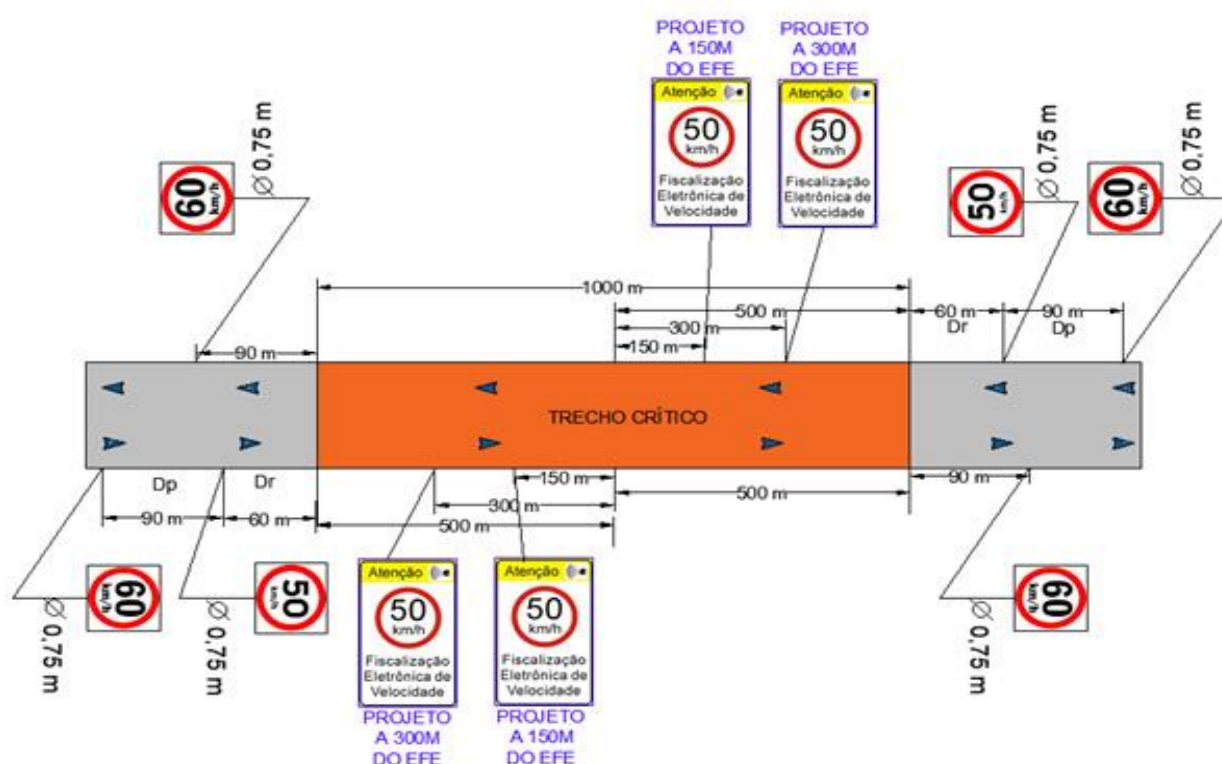 PROJETO
A 150M
DO EFE
PROJETO
A 300M
DO EFE
Atenção
50
km/h
Fiscalização
Eletrônica de
Velocidade
Atenção
50
km/h
Fiscalização
Eletrônica de
Velocidade
60
km/h
Ø 0,75 m
50
km/h
Ø 0,75 m
60
km/h
Ø 0,75 m
1000 m
500 m
60 m
90 m
300 m
Dr
Dp
150 m
90 m
TRECHO CRÍTICO
Dp
Dr
150 m
90 m
300 m
500 m
90 m
60 m
500 m
60
km/h
Ø 0,75 m
50
km/h
Ø 0,75 m
Atenção
50
km/h
Fiscalização
Eletrônica de
Velocidade
PROJETO
A 300M
DO EFE
Atenção
50
km/h
Fiscalização
Eletrônica de
Velocidade
PROJETO
A 150M
DO EFE
60
km/h
Ø 0,75 m